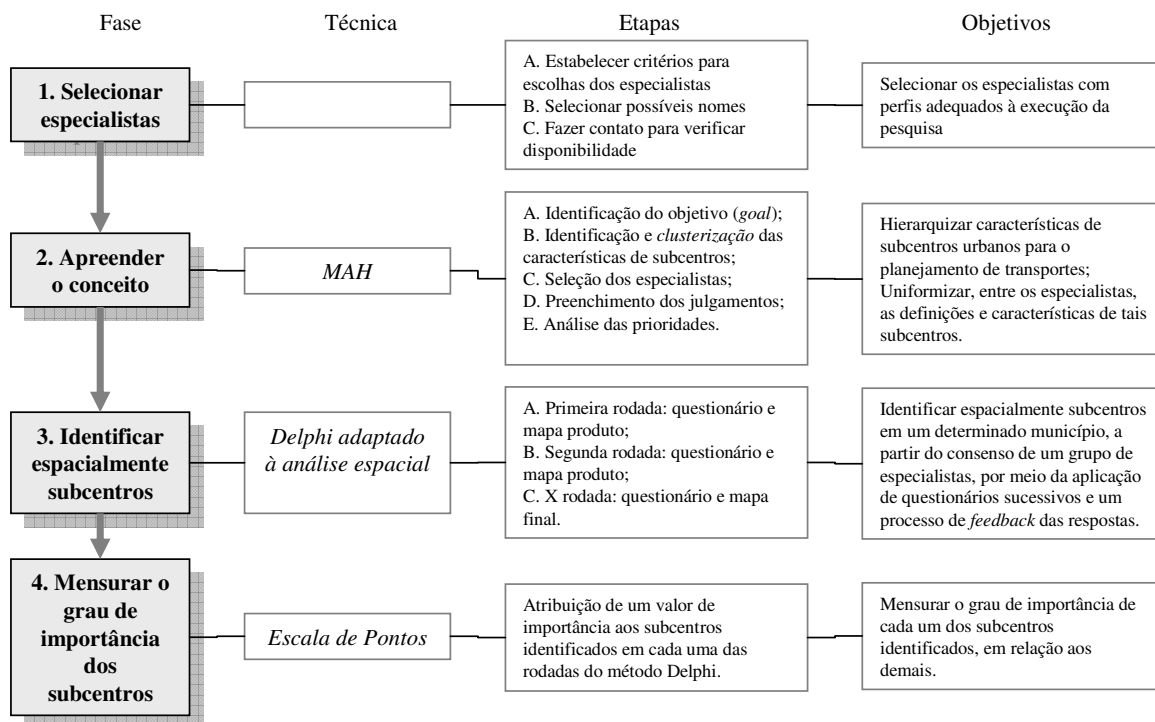 Fase Técnica Etapas Objetivos
1. Selecionar
especialistas
A. Estabelecer critérios para
escolhas dos especialistas
B. Selecionar possíveis nomes
C. Fazer contato para verificar
disponibilidade
Selecionar os especialistas com
perfis adequados à execução da
pesquisa
2. Apreender
o conceito
MAH
A. Identificação do objetivo (goal);
B. Identificação e clusterização das
características de subcentros;
C. Seleção dos especialistas;
D. Preenchimento dos julgamentos;
E. Análise das prioridades.
Hierarquizar características de
subcentros urbanos para o
planejamento de transportes;
Uniformizar, entre os especialistas,
as definições e características de tais
subcentros.
3. Identificar
espacialmente
subcentros
Delphi adaptado
à análise espacial
A. Primeira rodada: questionário e
mapa produto;
B. Segunda rodada: questionário e
mapa produto;
C. X rodada: questionário e mapa
final.
Identificar espacialmente subcentros
em um determinado município, a
partir do consenso de um grupo de
especialistas, por meio da aplicação
de questionários sucessivos e um
processo de feedback das respostas.
4. Mensurar o
grau de
importância
dos
subcentros
Escala de Pontos
Atribuição de um valor de
importância aos subcentros
identificados em cada uma das
rodadas do método Delphi.
Mensurar o grau de importância de
cada um dos subcentros
identificados, em relação aos
demais.